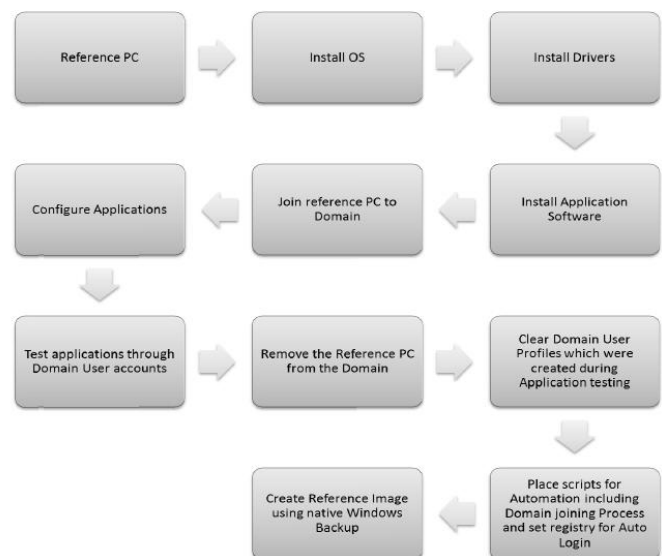 Reference PC
Install OS
Install Drivers
Install Application
Software
Join reference PC to
Domain
Configure Applications
Test applications through
Domain User accounts
Remove the Reference PC
from the Domain
Clear Domain User
Profiles which were
created during
Application testing
Place scripts for
Automation including
Domain joining Process
and set registry for Auto
Login
Create Reference Image
using native Windows
Backup